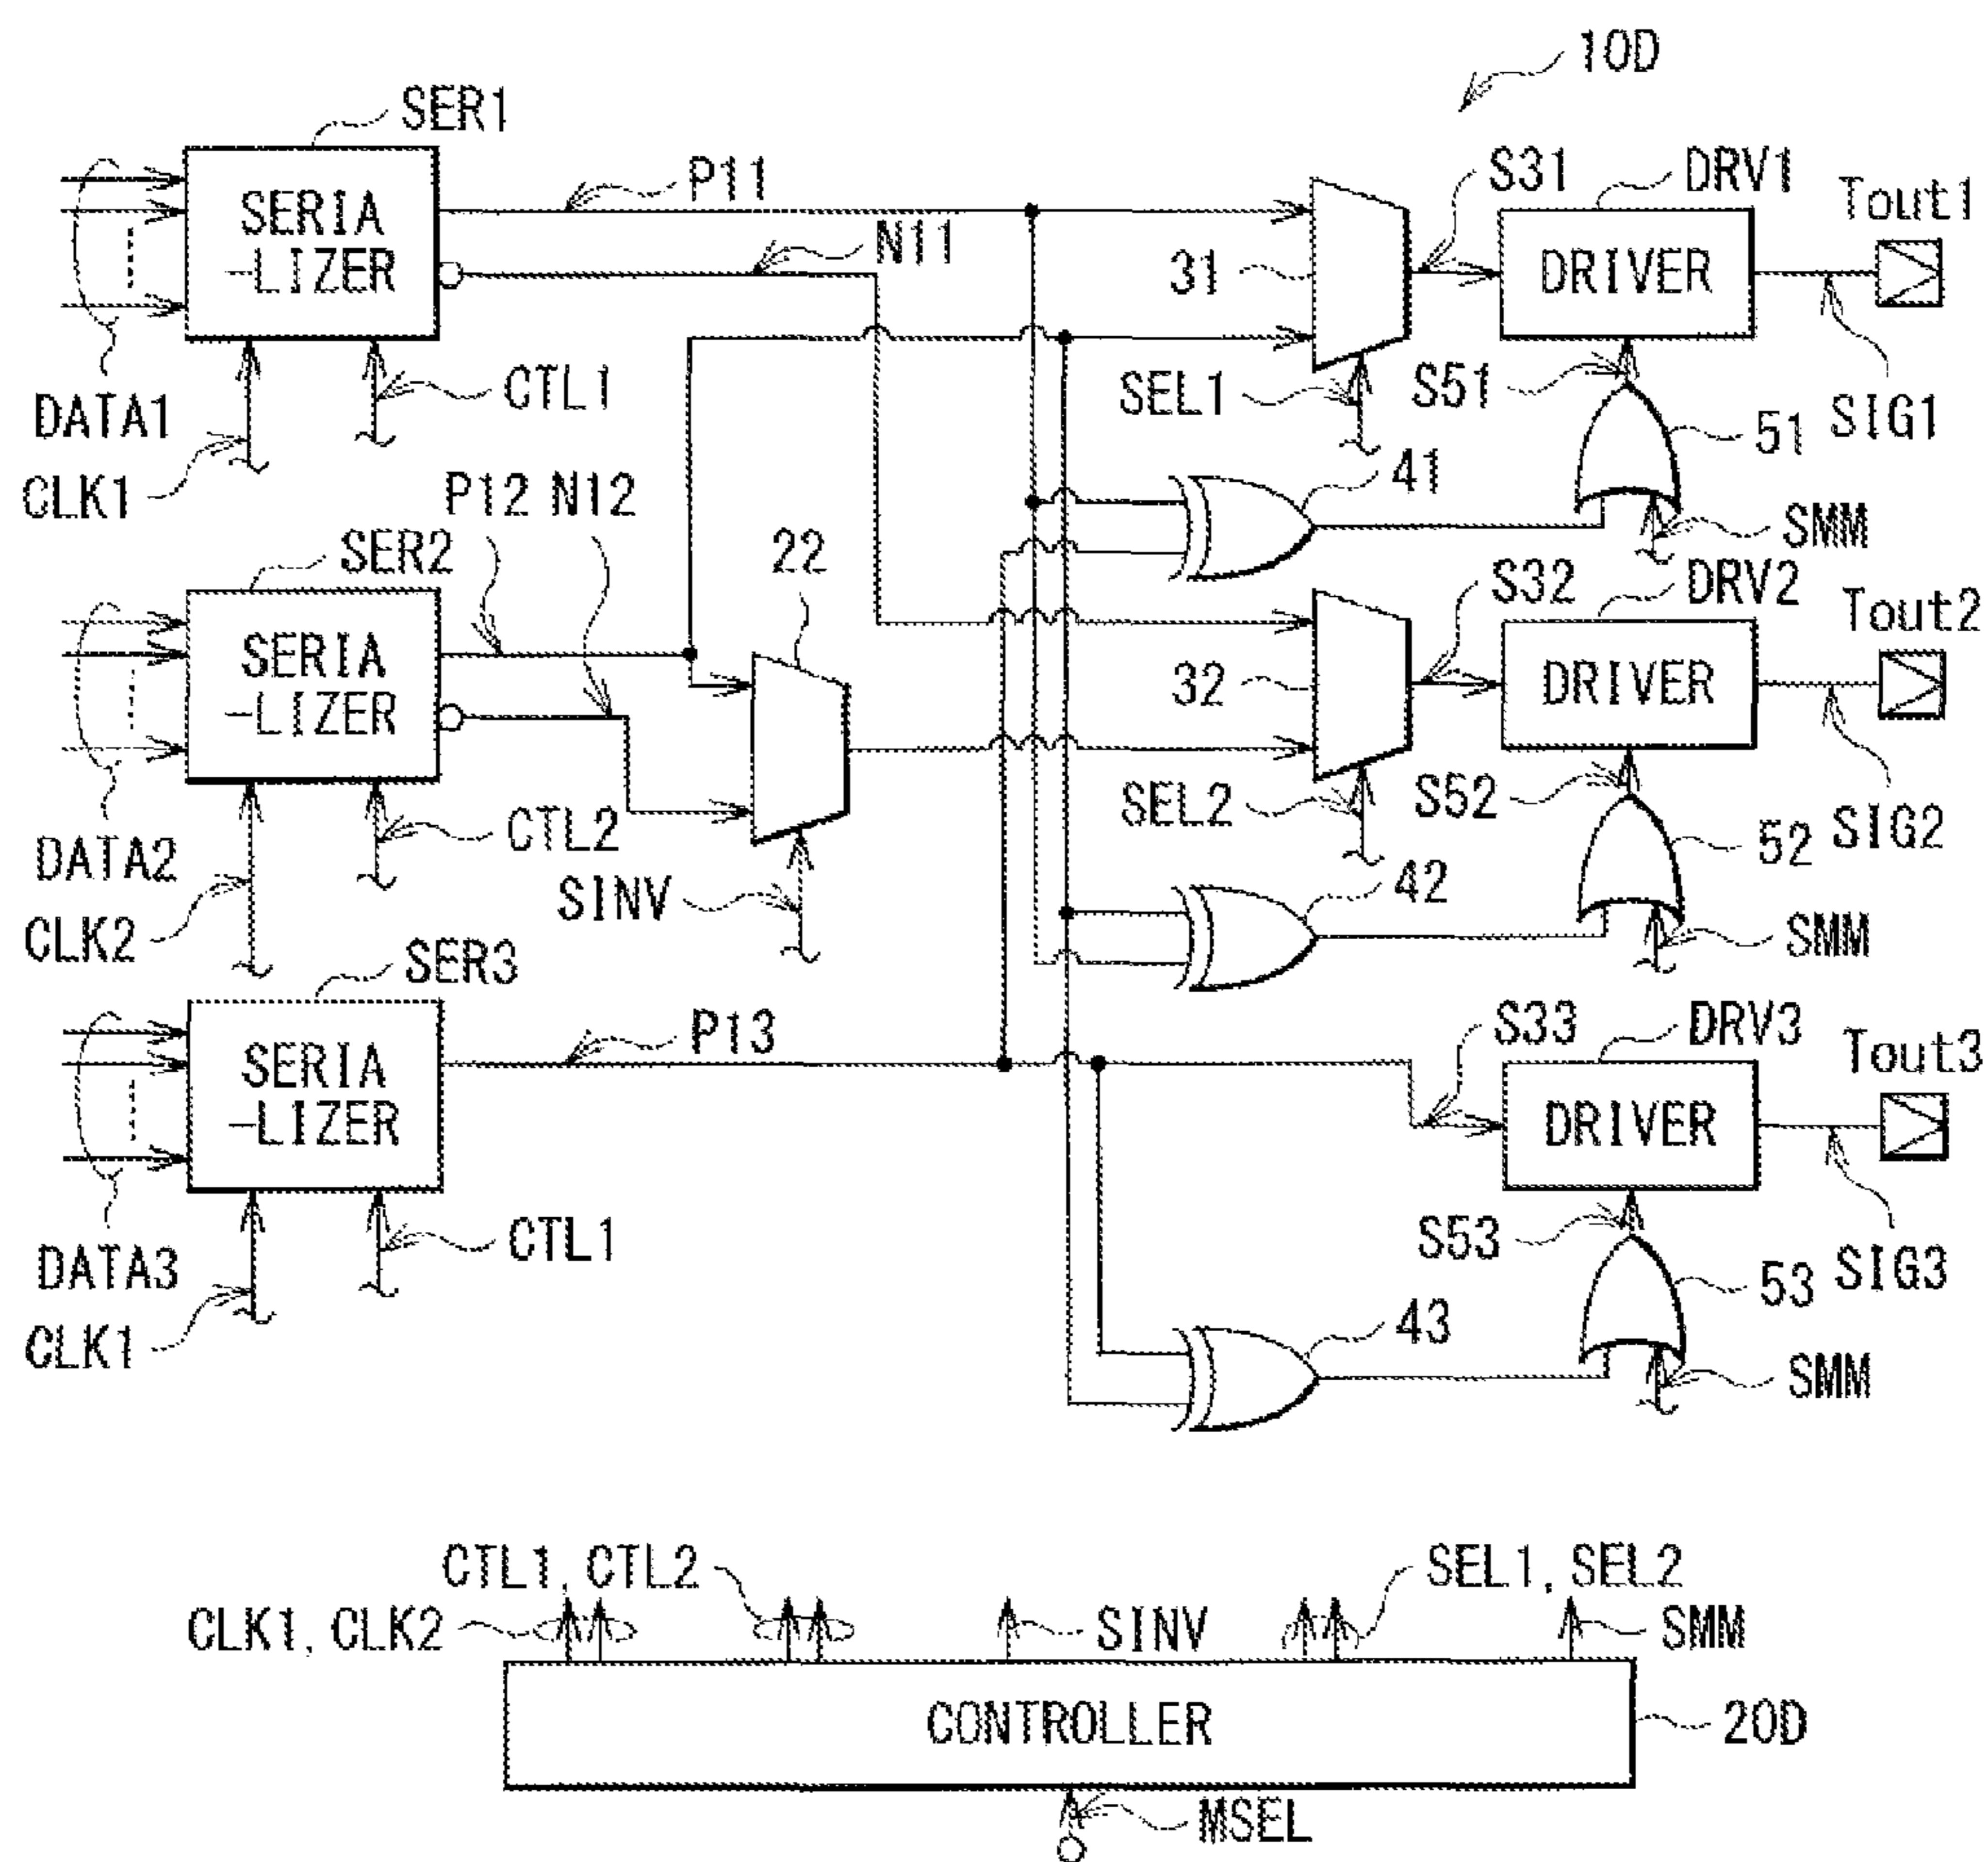 10D
SER1
P11
S31
DRV1
Tout1
SERIA
-LIZER
N11
31
DRIVER
DATA1
CTL1
SEL1
S51
51
SIG1
CLK1
P12
N12
41
SMM
SER2
22
S32
DRV2
Tout2
SERIA
-LIZER
32
DRIVER
DATA2
CTL2
SINV
SEL2
S52
52
SIG2
CLK2
42
SMM
SER3
P13
S33
DRV3
Tout3
SERIA
-LIZER
DRIVER
DATA3
CTL1
S53
53
SIG3
CLK1
43
SMM
CTL1, CTL2
SEL1, SEL2
CLK1, CLK2
SINV
SMM
CONTROLLER
20D
MSEL